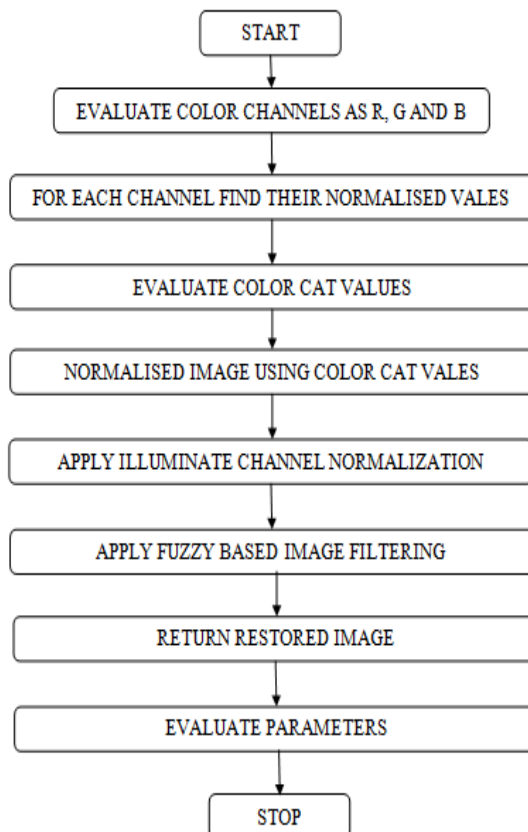 START
EVALUATE COLOR CHANNELS AS R, G AND B
FOR EACH CHANNEL FIND THEIR NORMALISED VALES
EVALUATE COLOR CAT VALUES
NORMALISED IMAGE USING COLOR CAT VALES
APPLY ILLUMINATE CHANNEL NORMALIZATION
APPLY FUZZY BASED IMAGE FILTERING
RETURN RESTORED IMAGE
EVALUATE PARAMETERS
STOP